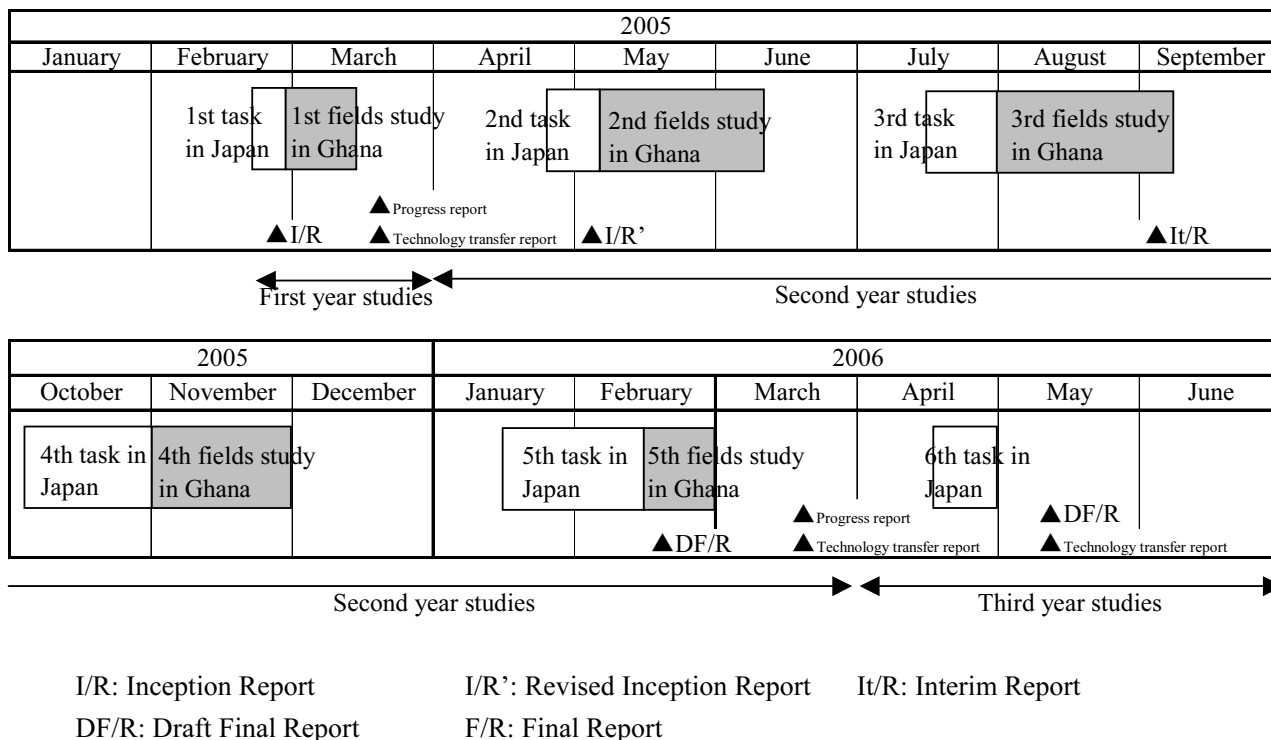 2005
January February March April May June July August September
1st task 1st fields study 2nd task 2nd fields study 3rd task 3rd fields study
in Japan in Ghana in Japan in Ghana in Japan in Ghana
▲Progress report
▲I/R ▲Technology transfer report ▲I/R’ ▲It/R
First year studies Second year studies
2005 2006
October November December January February March April May June
4th task in 4th fields study 5th task in 5th fields study 6th task in
Japan in Ghana Japan in Ghana Japan
▲Progress report ▲DF/R
▲DF/R ▲Technology transfer report ▲Technology transfer report
Second year studies Third year studies
I/R: Inception Report I/R’: Revised Inception Report It/R: Interim Report
DF/R: Draft Final Report F/R: Final Report